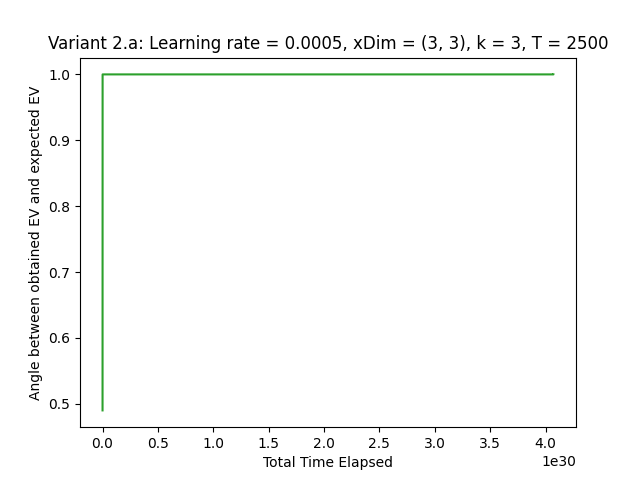 Variant 2.a: Learning rate = 0.0005, xDim = (3, 3), k = 3, T = 2500
1.0
0.9
0.8
0.7
0.6
0.5
Angle between obtained EV and expected EV
0.0 0.5 1.0 1.5 2.0 2.5 3.0 3.5 4.0
1e30
Total Time Elapsed